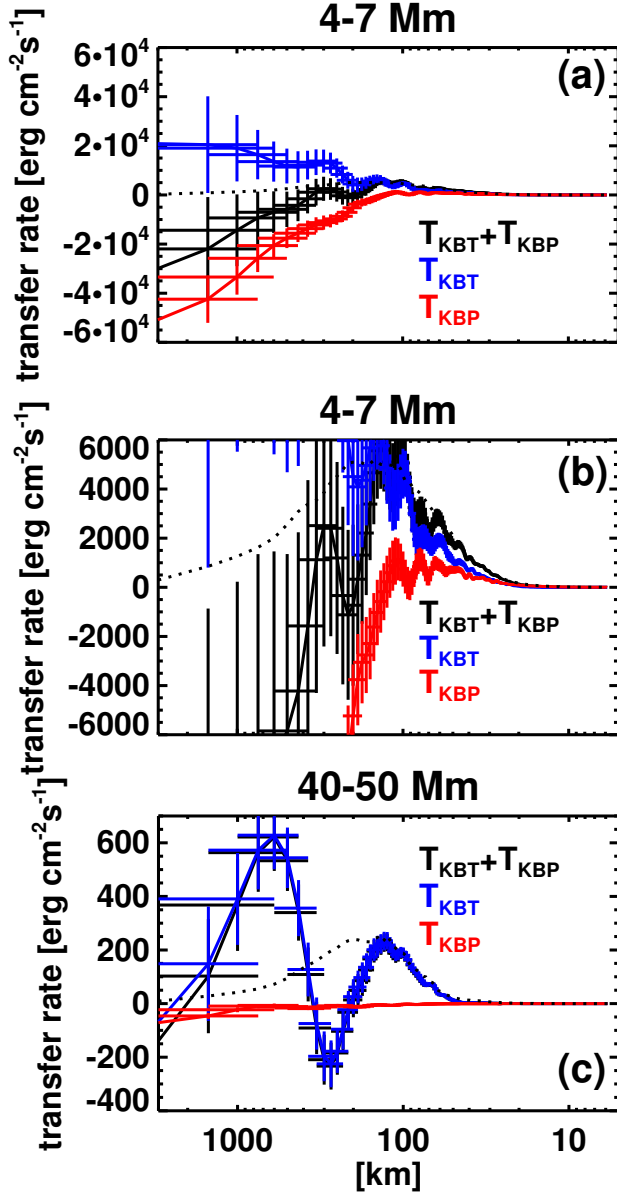 4-7 Mm
(a)
transfer rate [erg cm⁻²s⁻¹]
6•10⁴
4•10⁴
2•10⁴
0
-2•10⁴
-4•10⁴
-6•10⁴
T_KBT+T_KBP
T_KBT
T_KBP
4-7 Mm
(b)
transfer rate [erg cm⁻²s⁻¹]
6000
4000
2000
0
-2000
-4000
-6000
T_KBT+T_KBP
T_KBT
T_KBP
40-50 Mm
transfer rate [erg cm⁻²s⁻¹]
600
400
200
0
-200
-400
T_KBT+T_KBP
T_KBT
T_KBP
(c)
1000 100 10
[km]